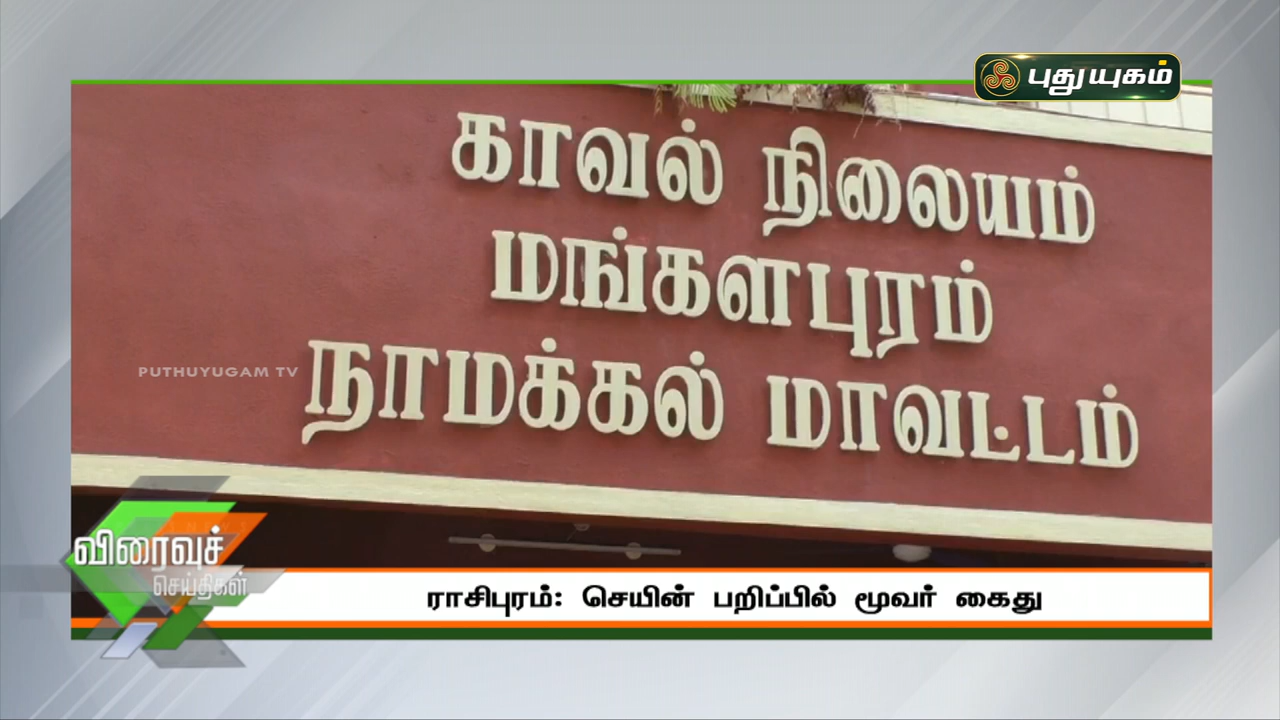 புதுயுகம்
காவல் நிலையம்
மங்களபுரம்
நாமக்கல் மாவட்டம்
PUTHUYUGAM TV
விரைவுச்
செய்திகள்
ராசிபுரம்: செயின் பறிப்பில் மூவர் கைது